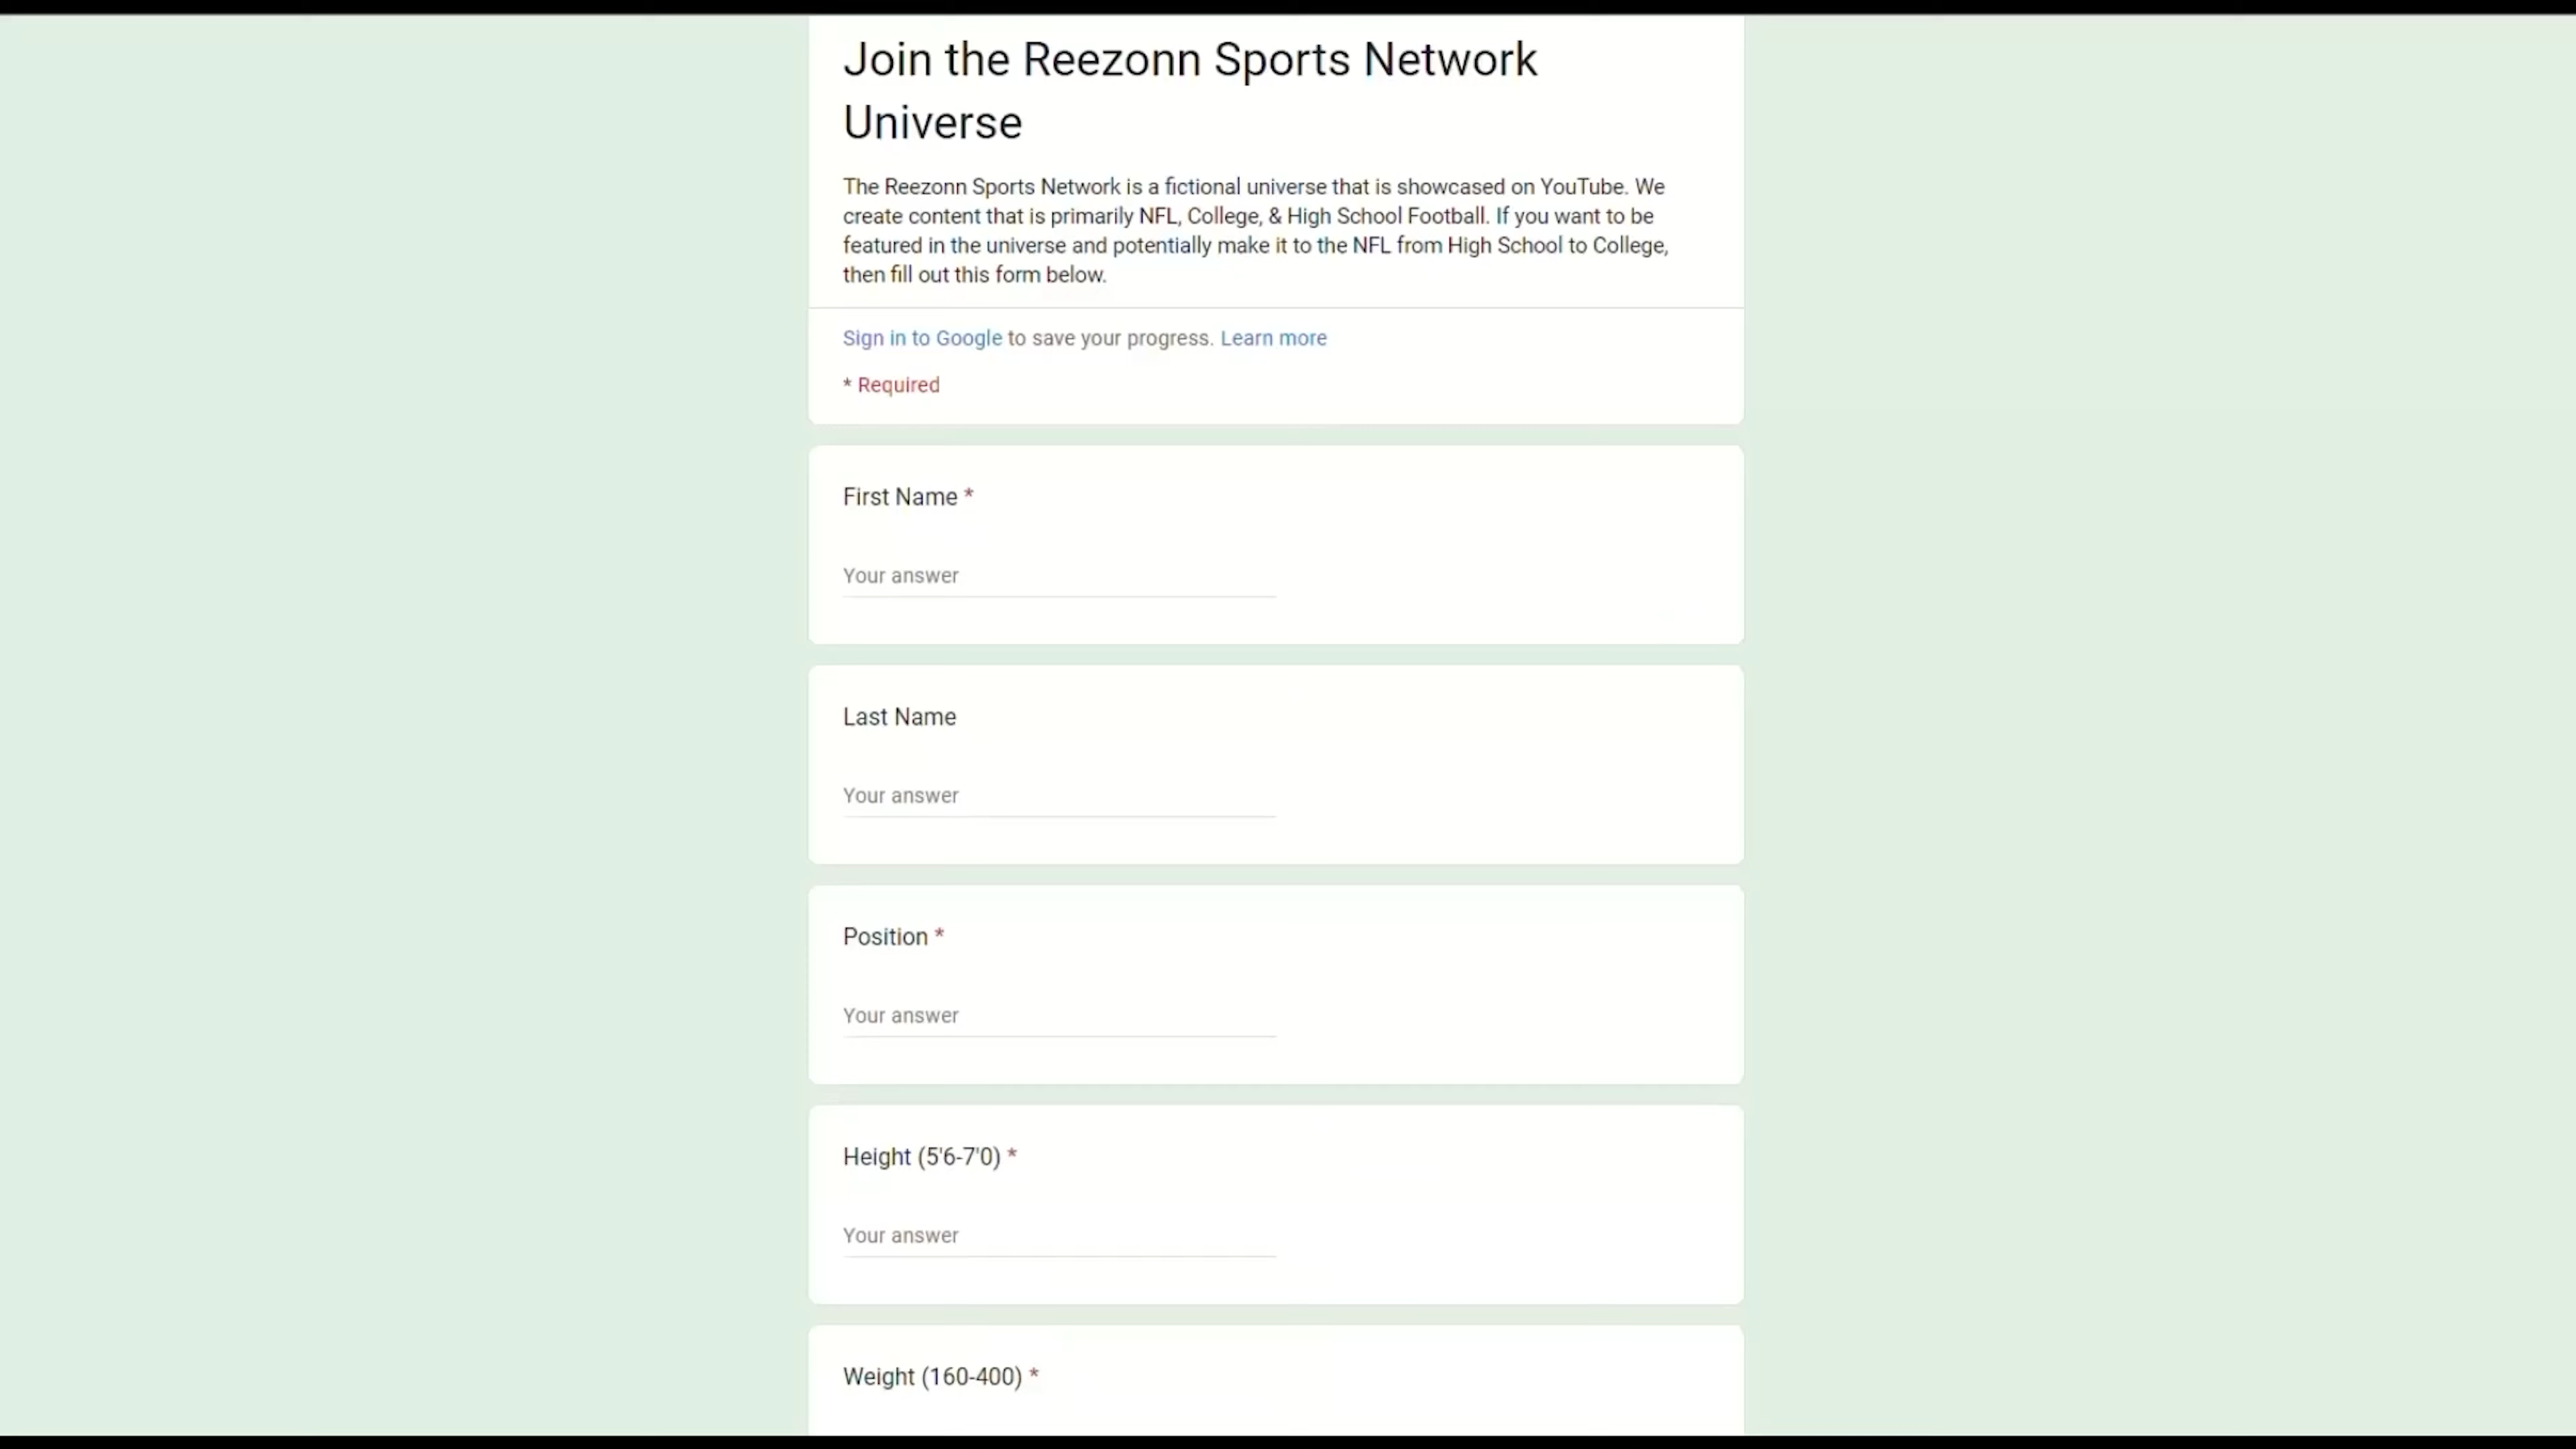 Join the Reezonn Sports Network
Universe
The Reezonn Sports Network is a fictional universe that is showcased on YouTube. We
create content that is primarily NFL, College, & High School Football. If you want to be
featured in the universe and potentially make it to the NFL from High School to College,
then fill out this form below.
Sign in to Google to save your progress. Learn more
* Required
First Name *
Your answer
Last Name
Your answer
Position *
Your answer
Height (5'6-7'0) *
Your answer
Weight (160-400) *